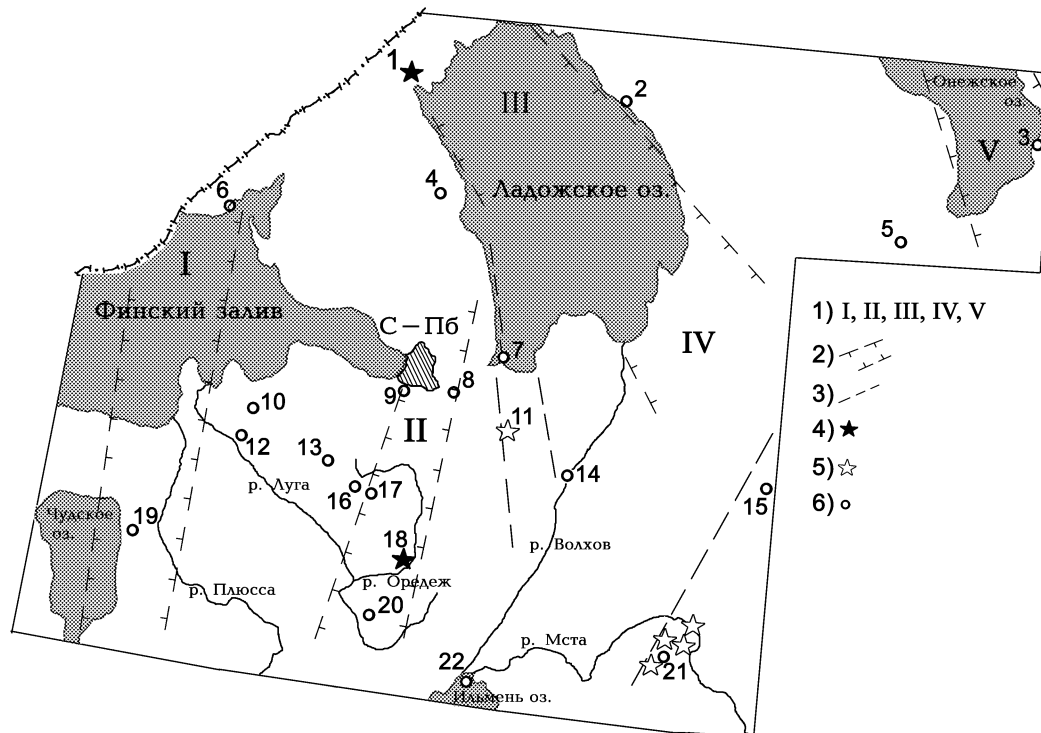 1
III
2
Онежское
оз.
3
V
4
Ладожское оз.
6
5
I
Финский залив
1) I, II, III, IV, V
С – Пб
IV
2)
7
3)
9
8
10
11
II
4)
12
13
5)
р. Луга
16
17
14
15
6)
Чудское
оз.
19
18
р. Волхов
р. Оредеж
р. Плюсса
20
р. Мста
22
21
Ильмень оз.